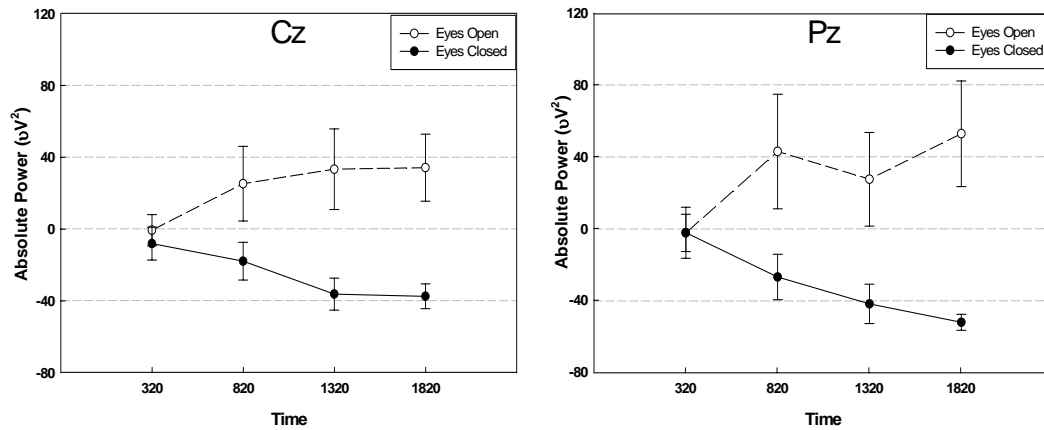 Cz
Eyes Open
Eyes Closed
120
80
40
0
-40
-80
Absolute Power (υV²)
320 820 1320 1820
Time
Pz
Eyes Open
Eyes Closed
120
80
40
0
-40
-80
Absolute Power (υV²)
320 820 1320 1820
Time